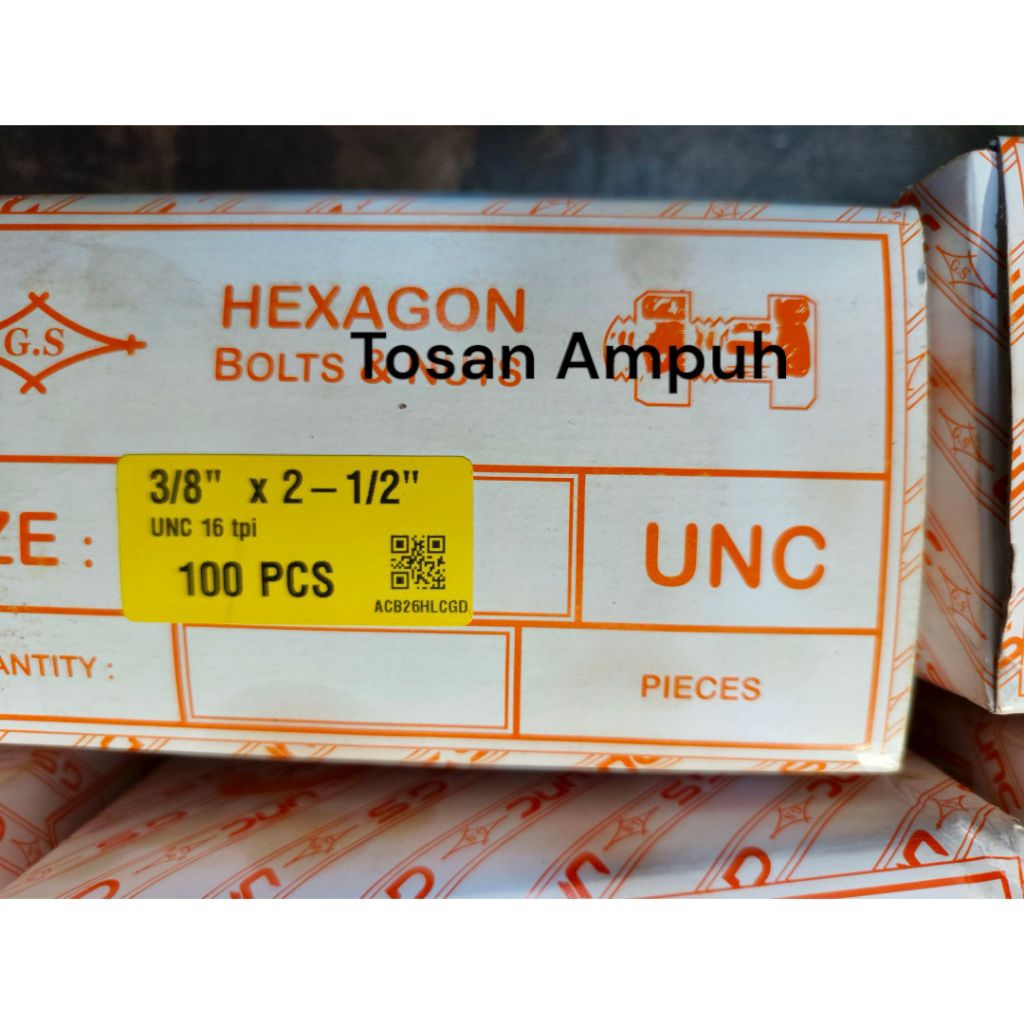 HEXAGON
G.S
BOLTS & NUTS
Tosan Ampuh
3/8" x 2-1/2"
UNC 16 tpi
ZE :
UNC
100 PCS
ACB26HLCGD
ANTITY :
PIECES